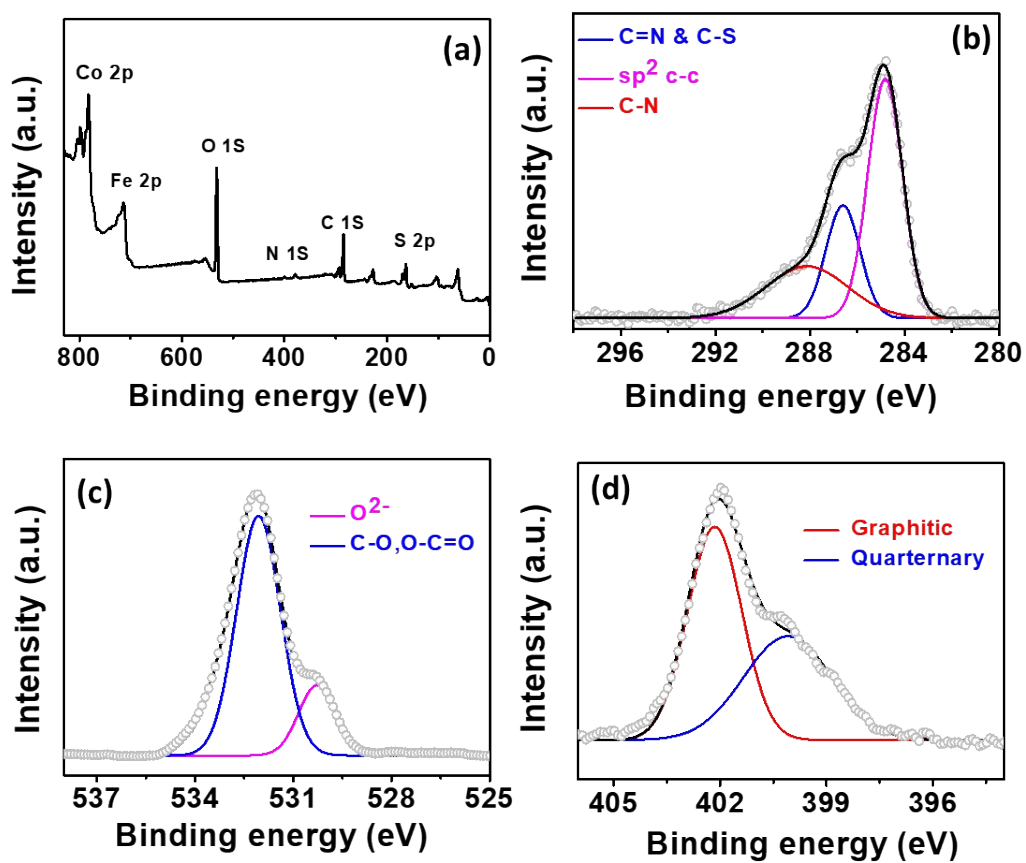 (a)
Co 2p
Fe 2p
O 1S
N 1S
C 1S
S 2p
Intensity (a.u.)
800
600
400
200
0
Binding energy (eV)
(b)
C=N & C-S
sp² c-c
C-N
Intensity (a.u.)
296
292
288
284
280
Binding energy (eV)
(c)
O²⁻
C-O,O-C=O
Intensity (a.u.)
537
534
531
528
525
Binding energy (eV)
(d)
Graphitic
Quarternary
Intensity (a.u.)
405
402
399
396
Binding energy (eV)